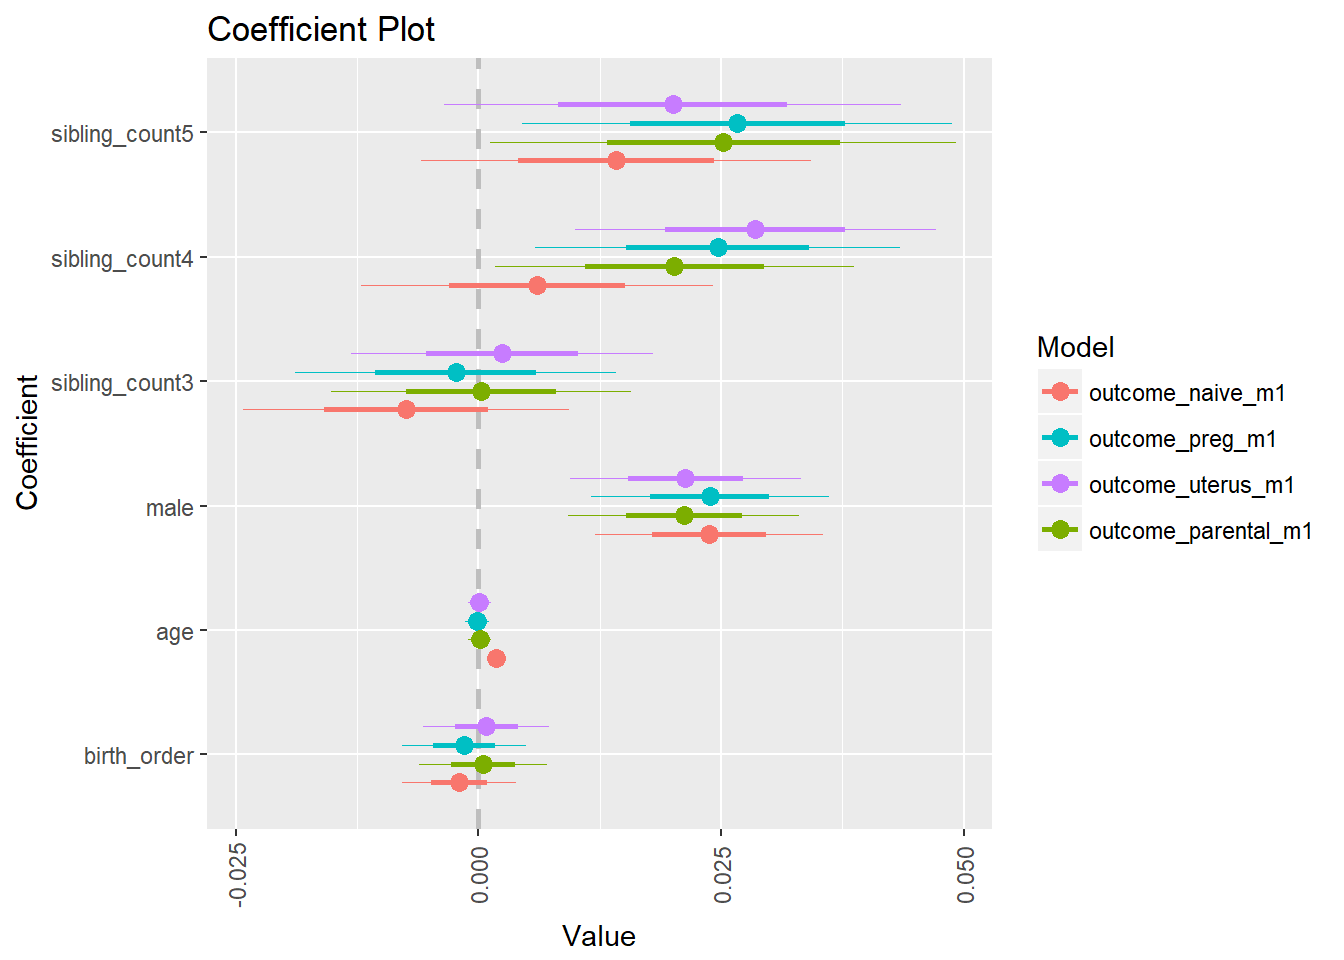 Coefficient Plot
Coefficient
sibling_count5
sibling_count4
sibling_count3
male
age
birth_order
-0.025
0.000
0.025
0.050
Value
Model
outcome_naive_m1
outcome_preg_m1
outcome_uterus_m1
outcome_parental_m1